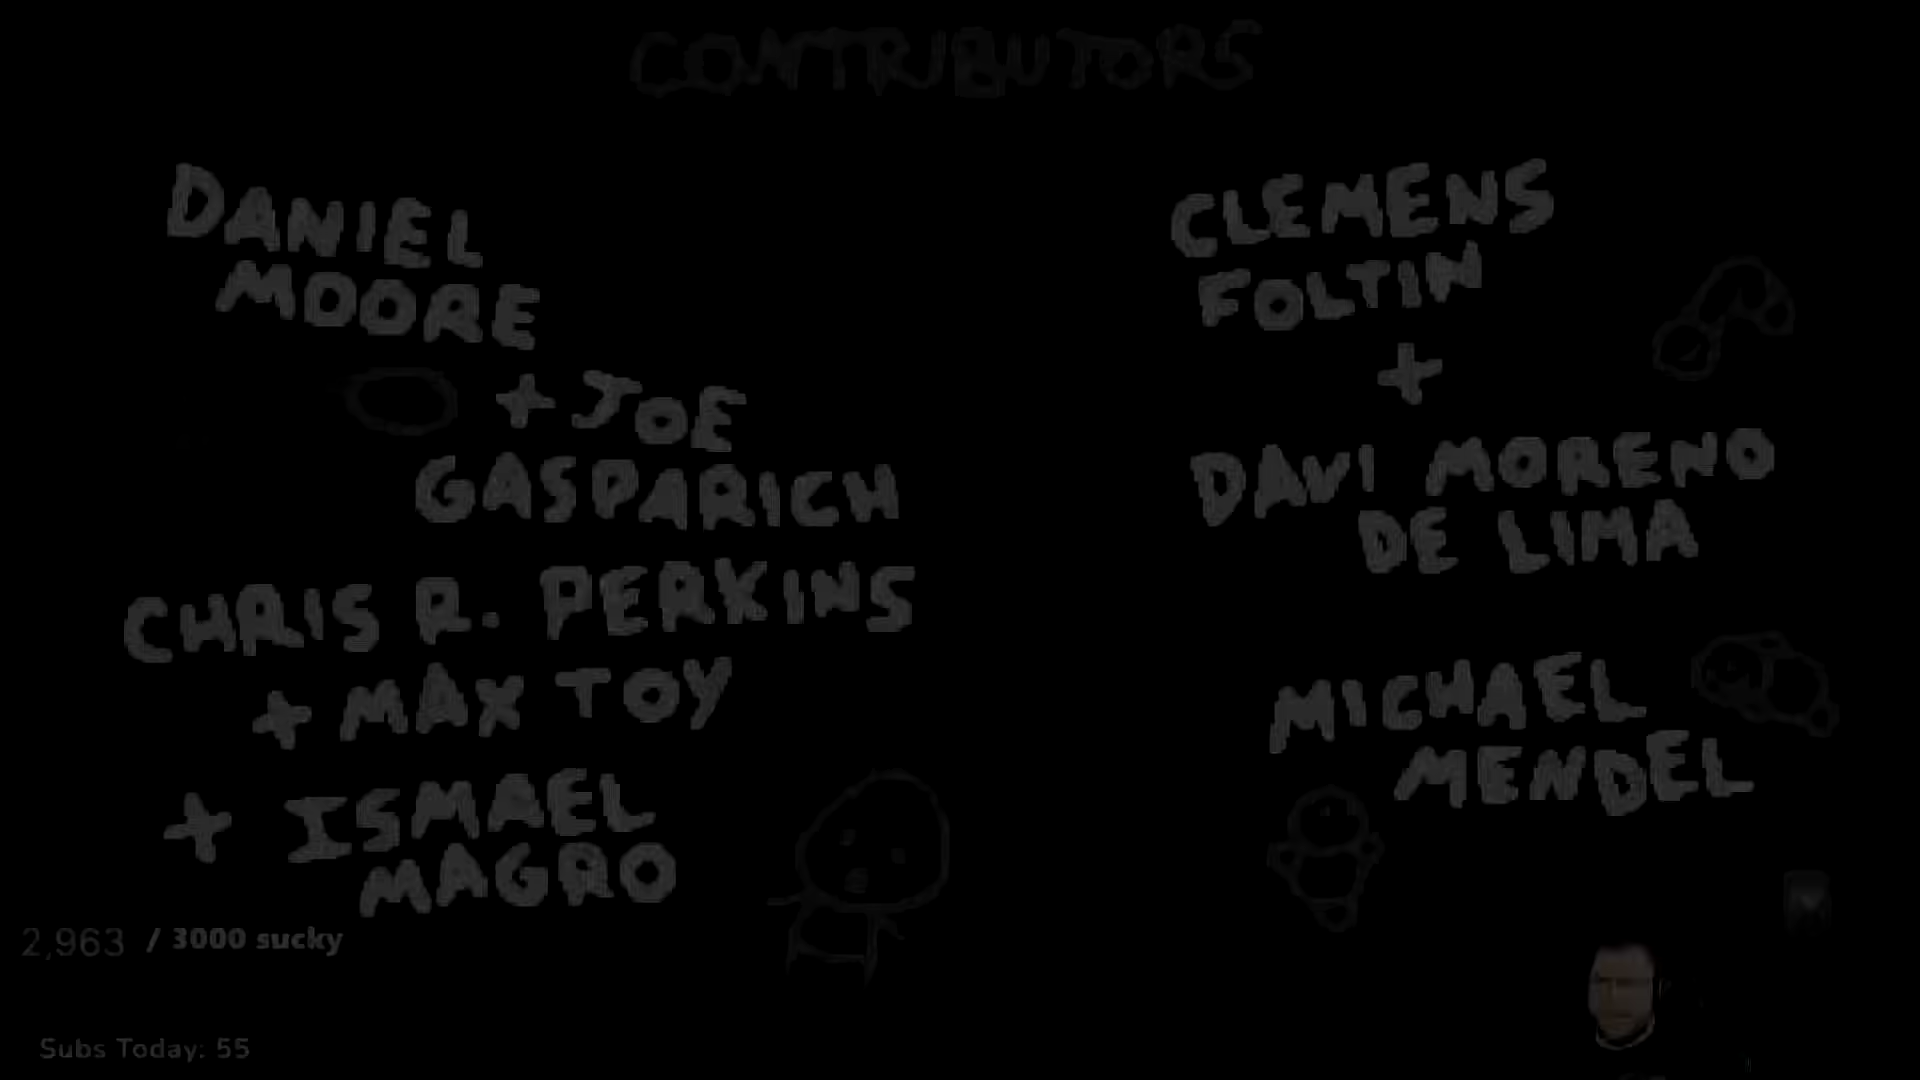 CONTRIBUTORS
DANIEL
MOORE
+ JOE
GASPARICH
CHRIS R. PERKINS
+ MAX TOY
+ ISMAEL
MAGRO
CLEMENS
FOLTIN
+
DAVI MORENO
DE LIMA
MICHAEL
MENDEL
2,963 / 3000 sucky
Subs Today: 55